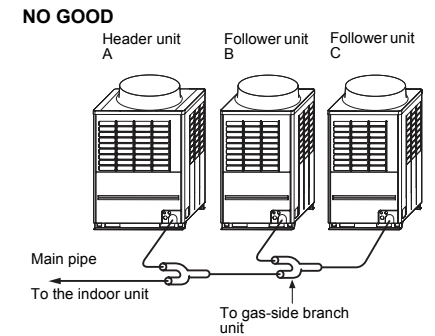 NO GOOD
Header unit
A
Follower unit
B
Follower unit
C
Main pipe
To the indoor unit
To gas-side branch
unit